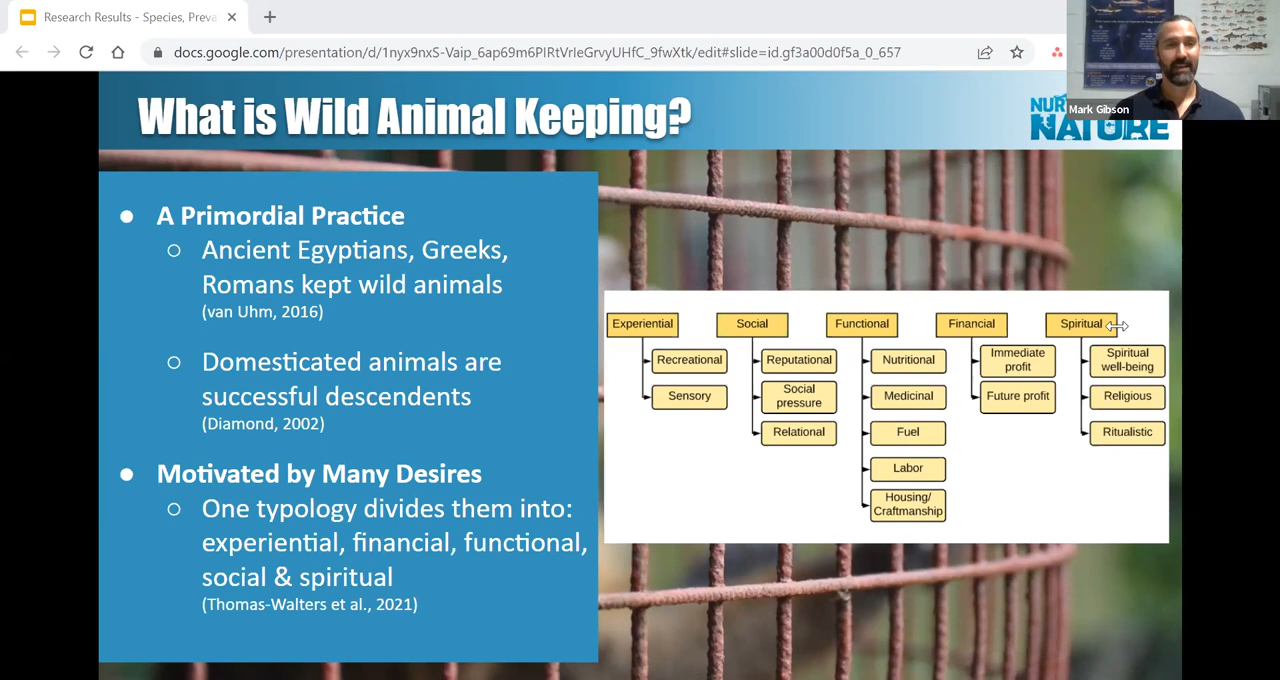 Research Results - Species, Preva
docs.google.com/presentation/d/1nyx9nxS-Vaip_6ap69m6PIRtVrIeGrvyUHfC_9fwXtk/edit#slide=id.gf3a00d0f5a_0_657
Mark Gibson
What is Wild Animal Keeping?
NUR
NATURE
A Primordial Practice
Ancient Egyptians, Greeks,
Romans kept wild animals
(van Uhm, 2016)
Domesticated animals are
successful descendents
(Diamond, 2002)
Motivated by Many Desires
One typology divides them into:
experiential, financial, functional,
social & spiritual
(Thomas-Walters et al., 2021)
Experiential
Recreational
Sensory
Social
Reputational
Social
pressure
Relational
Functional
Nutritional
Medicinal
Fuel
Labor
Housing/
Craftmanship
Financial
Immediate
profit
Future profit
Spiritual
Spiritual
well-being
Religious
Ritualistic